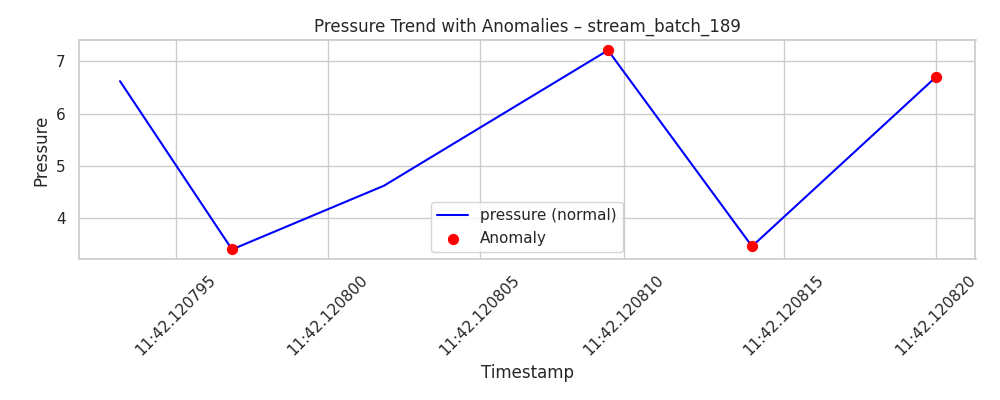 Pressure Trend with Anomalies – stream_batch_189
Pressure
7
6
5
4
pressure (normal)
Anomaly
11:42.120795
11:42.120800
11:42.120805
11:42.120810
11:42.120815
11:42.120820
Timestamp